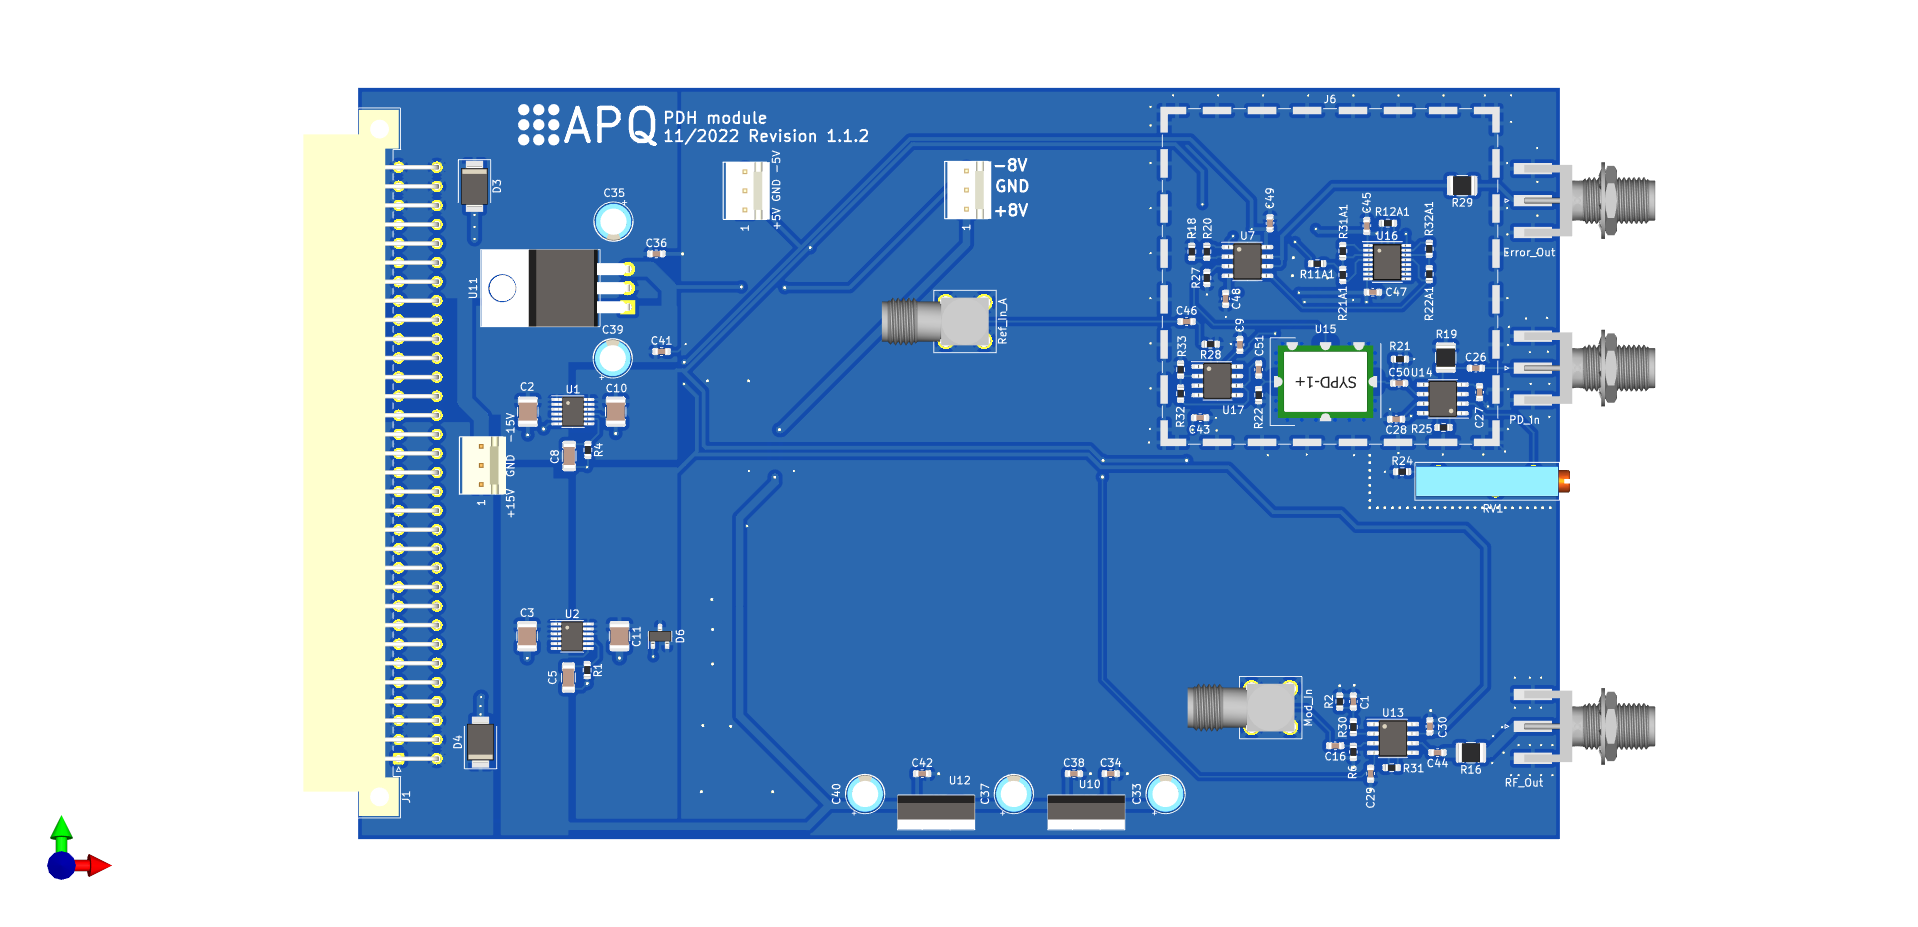 APQ
PDH module
11/2022 Revision 1.1.2
J6
D3
C35
+
-5V
GND
+5V
1
-8V
GND
+8V
1
C49
C45
R12A1
R31A1
R32A1
R29
R18
R20
U7
U16
Error_Out
C36
U11
R27
R11A1
C48
R21A1
C47
R22A1
Ref_In_A
C46
C39
+
C41
C9
U15
R19
R33
R28
C51
R21
C26
SYPD-1+
C50
U14
C2
U1
C10
R32
U17
R22
C27
C43
C28
R25
PD_In
-15V
GND
+15V
1
C8
R4
R24
RV1
C3
U2
C11
D6
C5
R1
Mod_In
R2
C1
U13
R30
C30
C16
R6
R31
C44
R16
C29
RF_Out
D4
J1
C40
+
C42
U12
C37
+
C38
C34
U10
C33
+